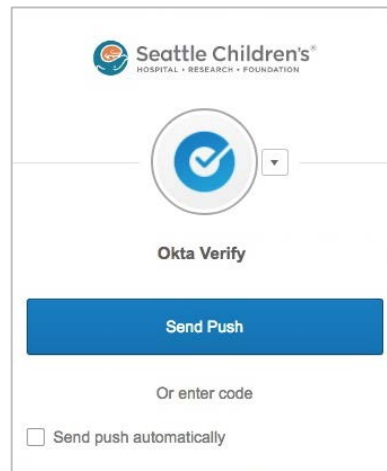 Seattle Children's®
HOSPITAL • RESEARCH • FOUNDATION
Okta Verify
Send Push
Or enter code
Send push automatically